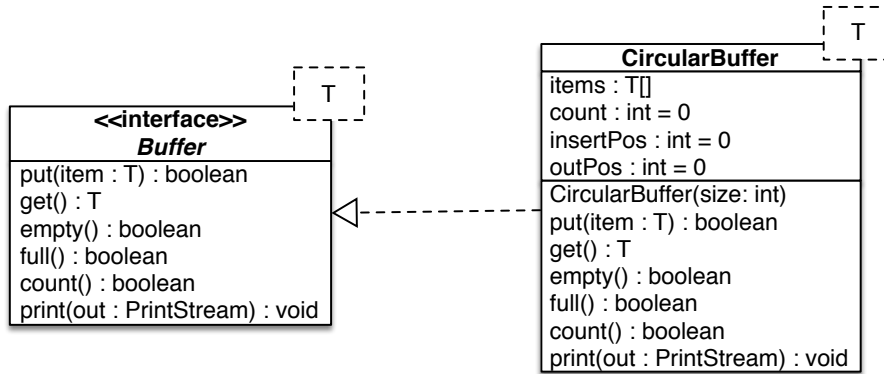 T
<<interface>>
Buffer
put(item : T) : boolean
get() : T
empty() : boolean
full() : boolean
count() : boolean
print(out : PrintStream) : void
T
CircularBuffer
items : T[]
count : int = 0
insertPos : int = 0
outPos : int = 0
CircularBuffer(size: int)
put(item : T) : boolean
get() : T
empty() : boolean
full() : boolean
count() : boolean
print(out : PrintStream) : void